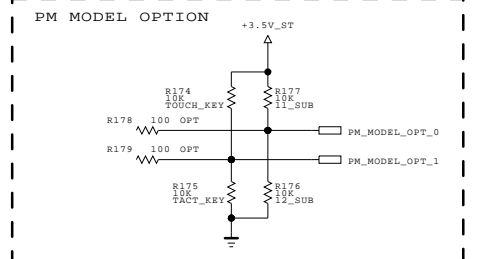 PM MODEL OPTION
+3.5V_ST
R174
10K
TOUCH_KEY
R177
10K
11_SUB
R178 100 OPT
PM_MODEL_OPT_0
R179 100 OPT
PM_MODEL_OPT_1
R175
10K
TACT_KEY
R176
10K
12_SUB